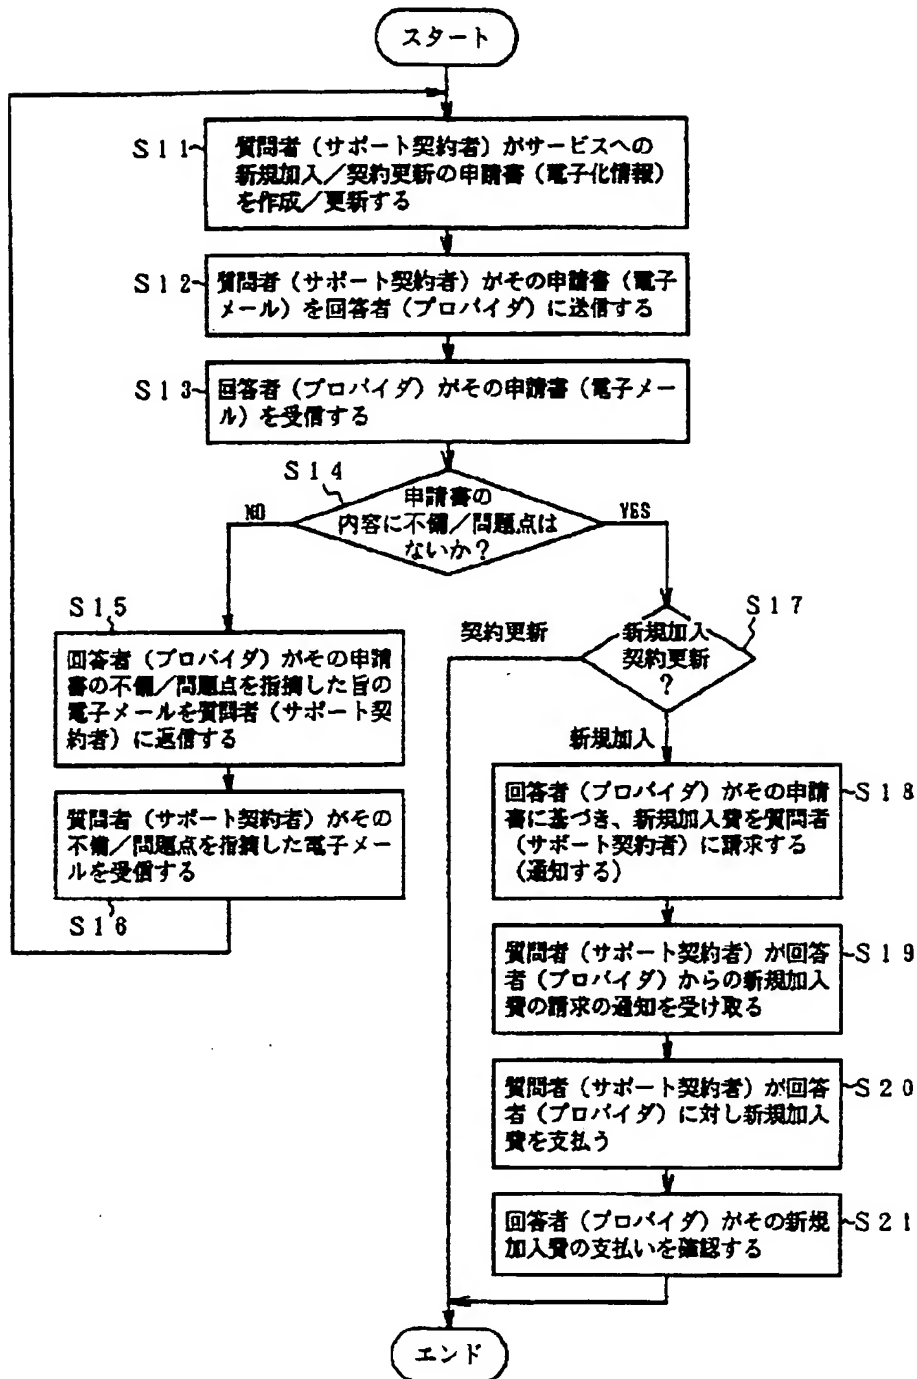 スタート
S11
質問者（サポート契約者）がサービスへの
新規加入／契約更新の申請書（電子化情報）
を作成／更新する
S12
質問者（サポート契約者）がその申請書（電子
メール）を回答者（プロバイダ）に送信する
S13
回答者（プロバイダ）がその申請書（電子メー
ル）を受信する
S14
申請書の
内容に不備／問題点は
ないか？
NO
YES
S15
回答者（プロバイダ）がその申請
書の不備／問題点を指摘した旨の
電子メールを質問者（サポート契
約者）に返信する
質問者（サポート契約者）がその
不備／問題点を指摘した電子メー
ルを受信する
S16
S17
契約更新
新規加入
契約更新
？
新規加入
回答者（プロバイダ）がその申請
書に基づき、新規加入費を質問者
（サポート契約者）に請求する
（通知する）
S18
質問者（サポート契約者）が回答
者（プロバイダ）からの新規加入
費の請求の通知を受け取る
S19
質問者（サポート契約者）が回答
者（プロバイダ）に対し新規加入
費を支払う
S20
回答者（プロバイダ）がその新規
加入費の支払いを確認する
S21
エンド